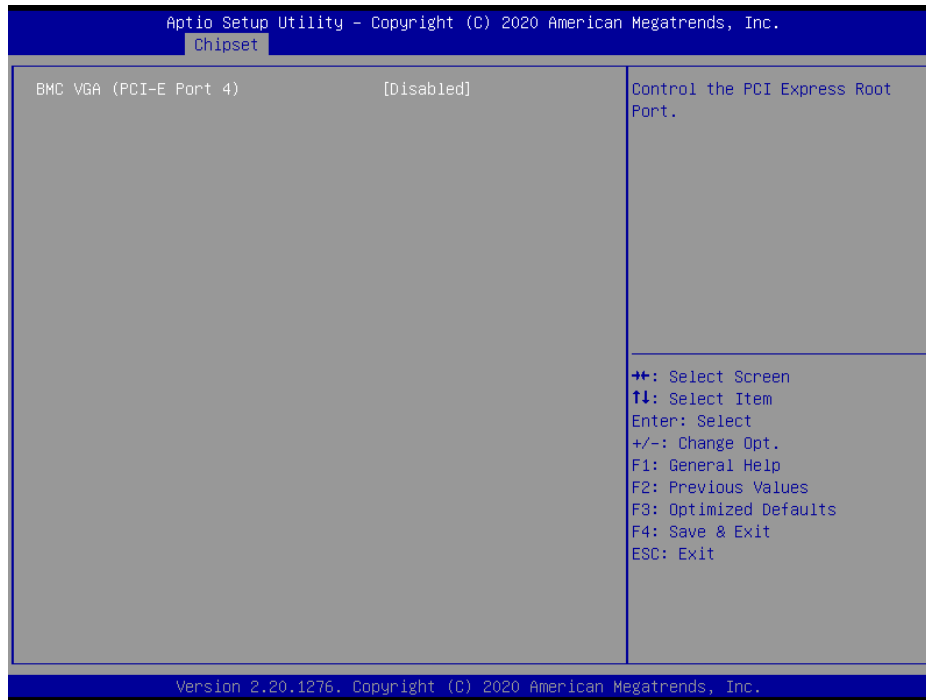 Aptio Setup Utility – Copyright (C) 2020 American Megatrends, Inc.
Chipset
BMC VGA (PCI-E Port 4) [Disabled]
Control the PCI Express Root
Port.
→←: Select Screen
↑↓: Select Item
Enter: Select
+/-: Change Opt.
F1: General Help
F2: Previous Values
F3: Optimized Defaults
F4: Save & Exit
ESC: Exit
Version 2.20.1276. Copyright (C) 2020 American Megatrends, Inc.